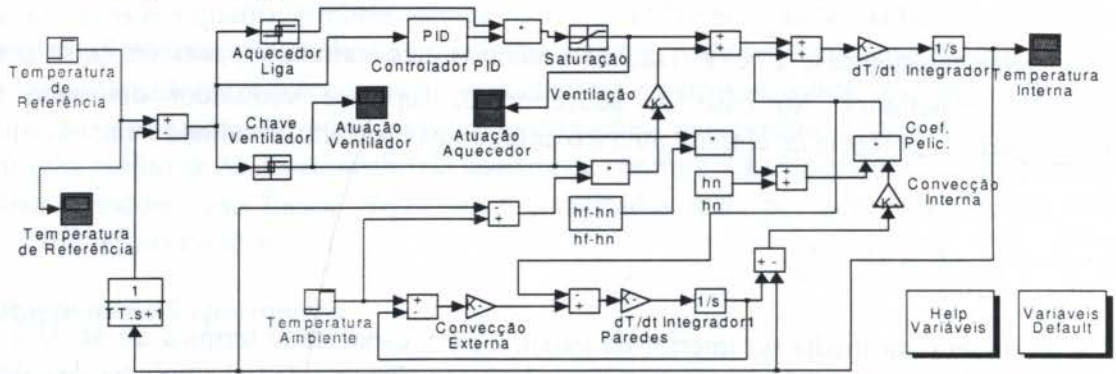 Temperatura
de Referência
Aquecedor
Liga
PID
Controlador PID
Saturação
+
+
+
+
K-
dT/dt
1/s
Integrador
Temperatura
Interna
+
-
Chave
Ventilador
Atuação
Ventilador
Atuação
Aquecedor
Ventilação
K-
Coef.
Pelic.
hn
hn
+
+
Convecção
Interna
K-
Temperatura
de Referência
-
+
hf-hn
hf-hn
+ -
1
TT.s+1
Temperatura
Ambiente
+
-
K-
Convecção
Externa
-
+
K-
dT/dt
Paredes
1/s
Integrador1
Help
Variáveis
Variáveis
Default